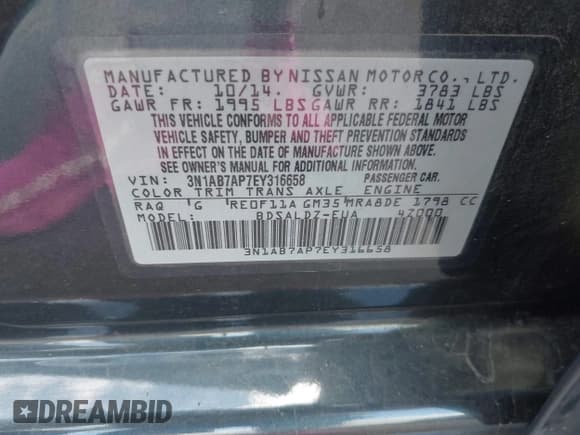 MANUFACTURED BY NISSAN MOTOR CO., LTD.
DATE: 10/14. GVWR: 3783 LBS
GAWR FR: 1995 LBS GAWR RR: 1841 LBS
THIS VEHICLE CONFORMS TO ALL APPLICABLE FEDERAL MOTOR
VEHICLE SAFETY, BUMPER AND THEFT PREVENTION STANDARDS
IN EFFECT ON THE DATE OF MANUFACTURE SHOWN ABOVE.
SEE OWNER'S MANUAL FOR ADDITIONAL INFORMATION.
VIN: 3N1AB7AP7EY316658 PASSENGER CAR.
COLOR TRIM TRANS AXLE ENGINE
RAQ G RE0F11A GM35 MRA8DE 1798 CC
MODEL: BDSALDZ-EUA 4Z000
3N1AB7AP7EY316658
DREAMBID